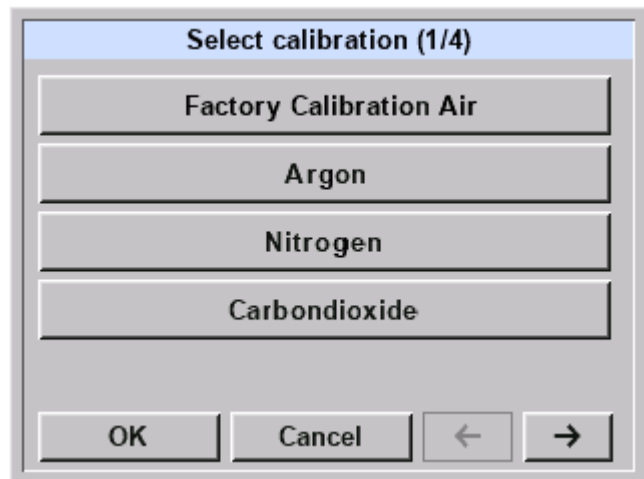 Select calibration (1/4)
Factory Calibration Air
Argon
Nitrogen
Carbondioxide
OK Cancel ← →